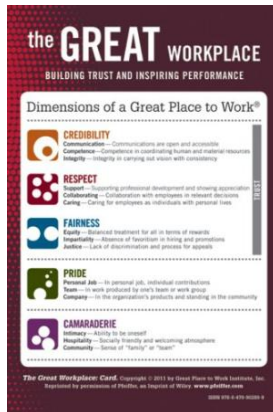 the GREAT WORKPLACE
BUILDING TRUST AND INSPIRING PERFORMANCE
Dimensions of a Great Place to Work®
CREDIBILITY
Communication—Communications are open and accessible
Competence—Competence in coordinating human and material resources
Integrity—Integrity in carrying out vision with consistency
RESPECT
Support—Supporting professional development and showing appreciation
Collaborating—Collaboration with employees in relevant decisions
Caring—Caring for employees as individuals with personal lives
FAIRNESS
Equity—Balanced treatment for all in terms of rewards
Impartiality—Absence of favoritism in hiring and promotions
Justice—Lack of discrimination and process for appeals
TRUST
PRIDE
Personal Job—In personal job, individual contributions
Team—In work produced by one's team or work group
Company—In the organization's products and standing in the community
CAMARADERIE
Intimacy—Ability to be oneself
Hospitality—Socially friendly and welcoming atmosphere
Community—Sense of "family" or "team"
The Great Workplace: Card. Copyright © 2011 by Great Place to Work Institute, Inc.
Reprinted by permission of Pfeiffer, an Imprint of Wiley. www.pfeiffer.com